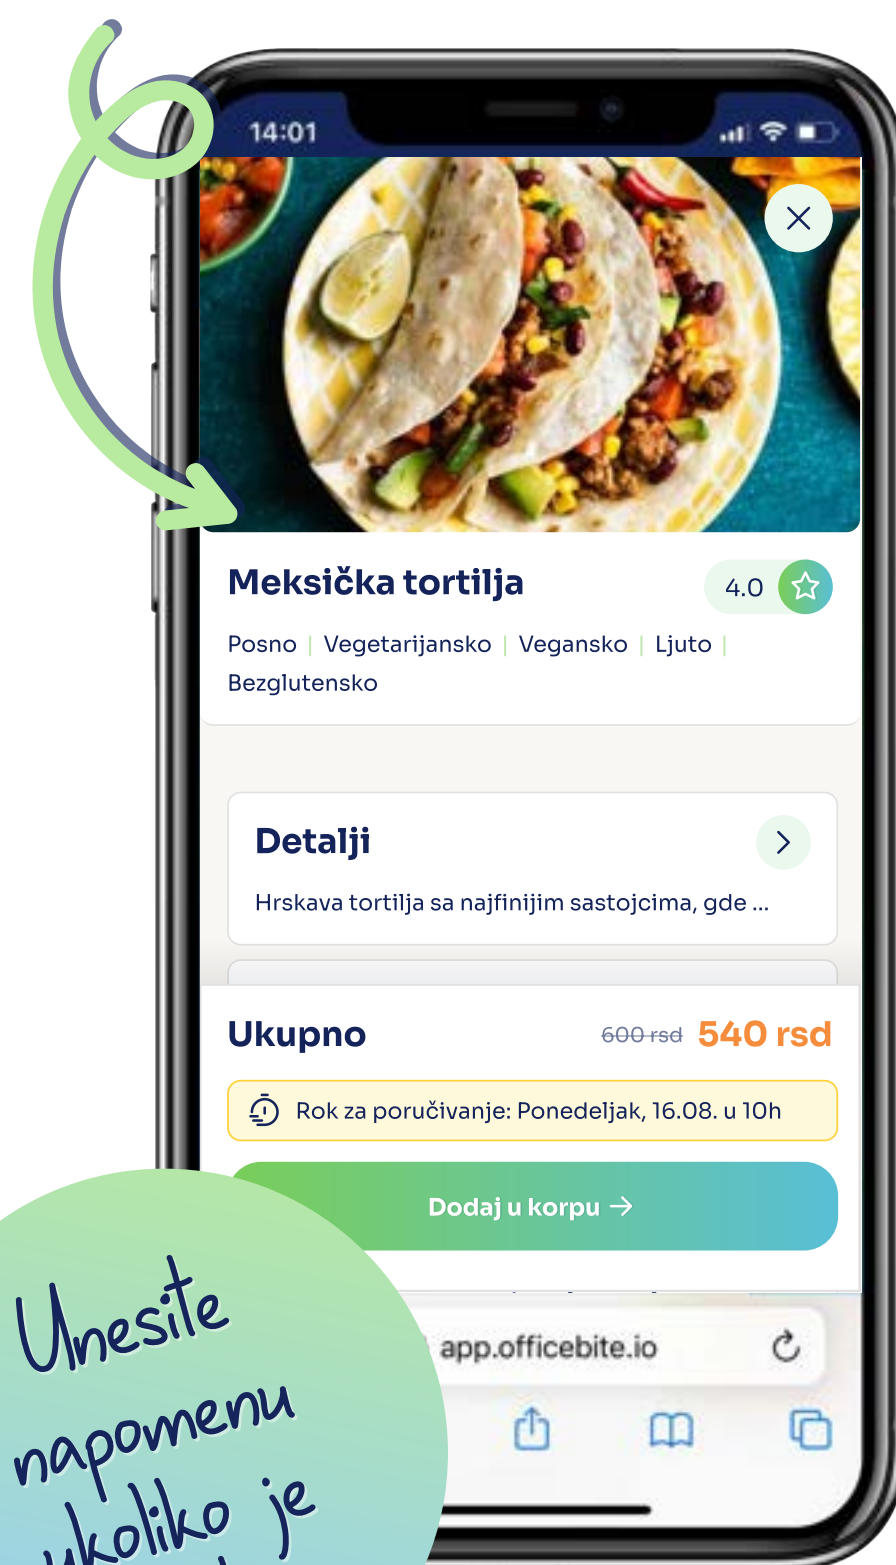 14:01
Meksička tortilja
4.0
Posno | Vegetarijansko | Vegansko | Ljuto |
Bezglutensko
Detalji
Hrskava tortilja sa najfinijim sastojcima, gde ...
Ukupno 600 rsd 540 rsd
Rok za poručivanje: Ponedeljak, 16.08. u 10h
Dodaj u korpu →
app.officebite.io
Unesite
napomenu
ukoliko je